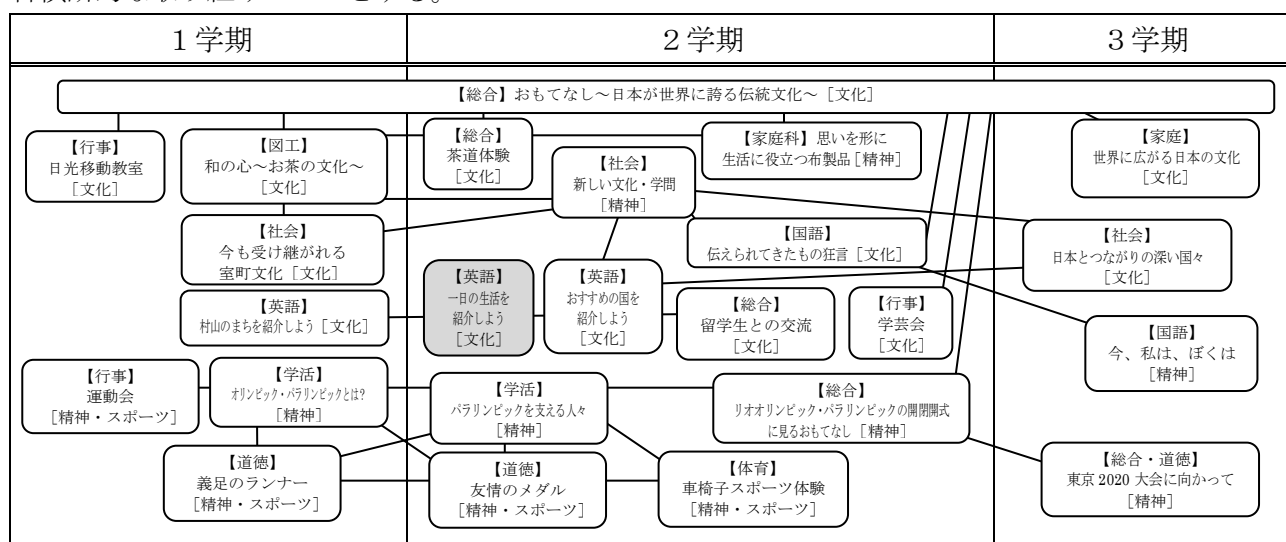 １学期
２学期
３学期
【総合】おもてなし～日本が世界に誇る伝統文化～［文化］
【行事】
日光移動教室
［文化］
【図工】
和の心～お茶の文化～
［文化］
【総合】
茶道体験
［文化］
【家庭科】思いを形に
生活に役立つ布製品［精神］
【家庭】
世界に広がる日本の文化
［文化］
【社会】
新しい文化・学問
［精神］
【社会】
今も受け継がれる
室町文化［文化］
【国語】
伝えられてきたもの狂言［文化］
【社会】
日本とつながりの深い国々
［文化］
【英語】
村山のまちを紹介しよう［文化］
【英語】
一日の生活を
紹介しよう
［文化］
【英語】
おすすめの国を
紹介しよう
［文化］
【総合】
留学生との交流
［文化］
【行事】
学芸会
［文化］
【国語】
今、私は、ぼくは
［精神］
【行事】
運動会
［精神・スポーツ］
【学活】
オリンピック・パラリンピックとは？
［精神］
【学活】
パラリンピックを支える人々
［精神］
【総合】
リオオリンピック・パラリンピックの開閉開式
に見るおもてなし［精神］
【道徳】
義足のランナー
［精神・スポーツ］
【道徳】
友情のメダル
［精神・スポーツ］
【体育】
車椅子スポーツ体験
［精神・スポーツ］
【総合・道徳】
東京 2020 大会に向かって
［精神］